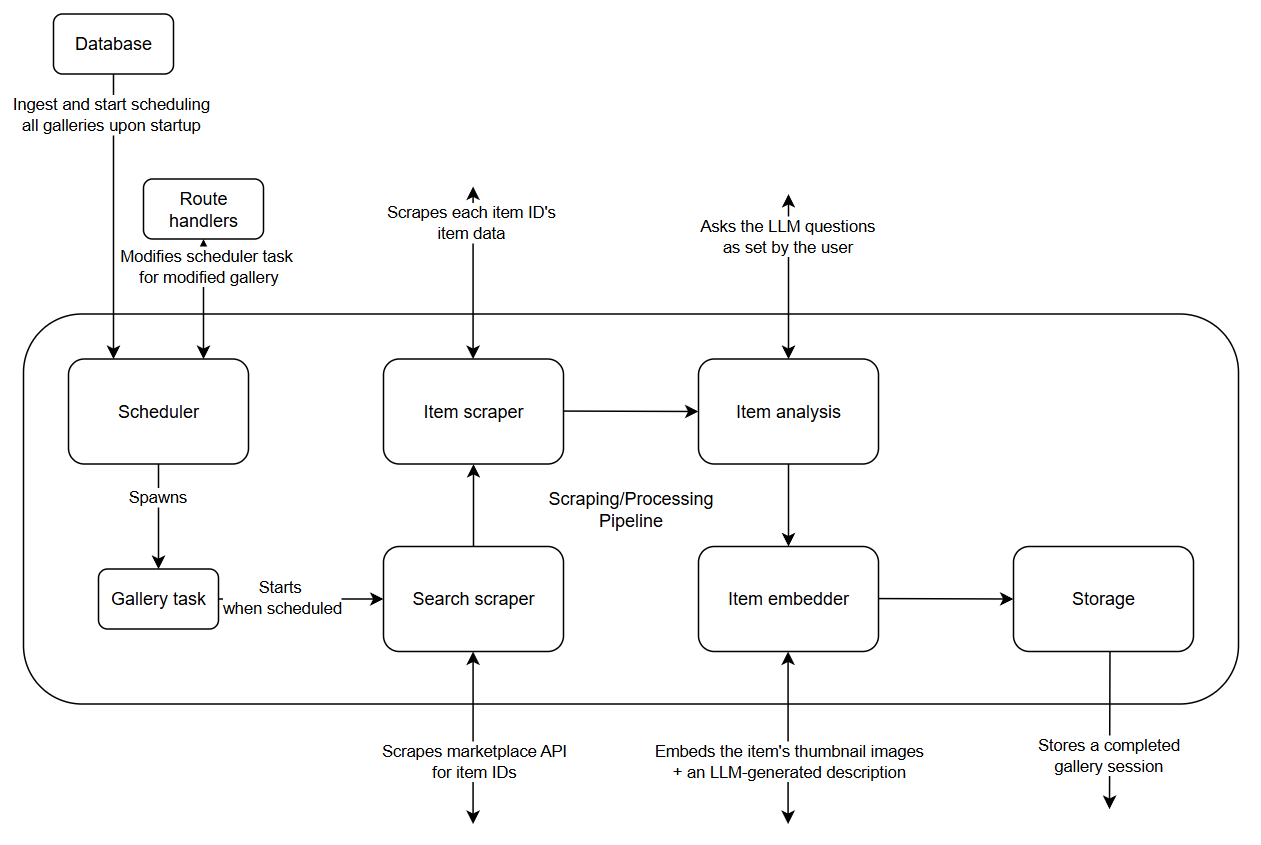 Database
Ingest and start scheduling
all galleries upon startup
Route
handlers
Modifies scheduler task
for modified gallery
Scrapes each item ID's
item data
Asks the LLM questions
as set by the user
Scheduler
Item scraper
Item analysis
Spawns
Scraping/Processing
Pipeline
Gallery task
Starts
when scheduled
Search scraper
Item embedder
Storage
Scrapes marketplace API
for item IDs
Embeds the item's thumbnail images
+ an LLM-generated description
Stores a completed
gallery session